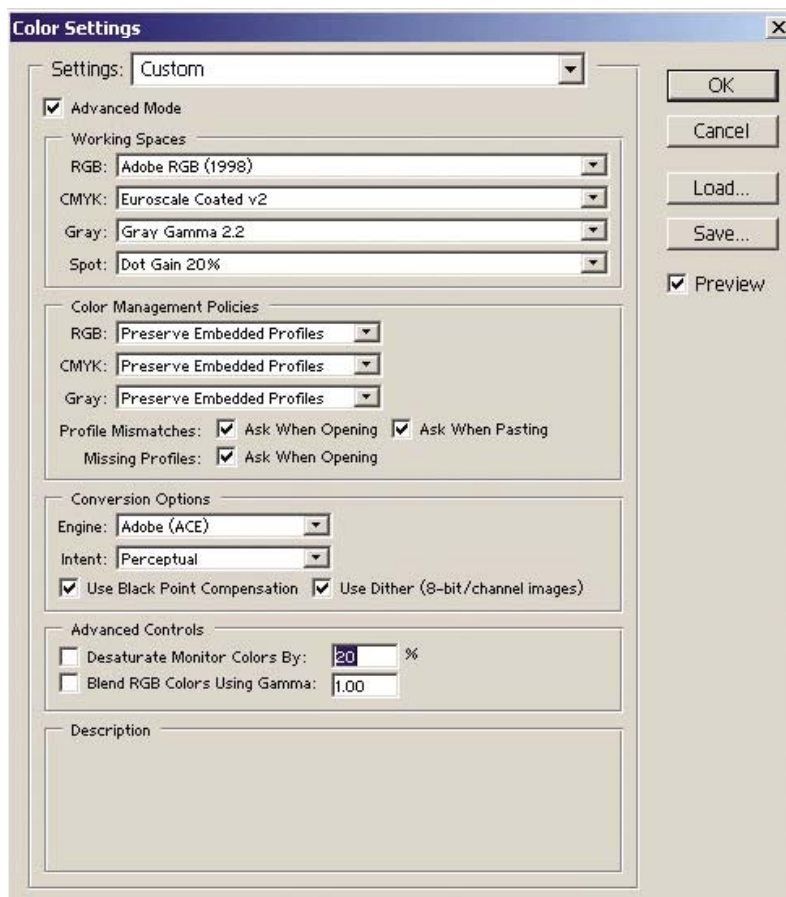 Color Settings
Settings: Custom
OK
Advanced Mode
Cancel
Working Spaces
RGB: Adobe RGB (1998)
CMYK: Euroscale Coated v2
Load...
Gray: Gray Gamma 2.2
Save...
Spot: Dot Gain 20%
Preview
Color Management Policies
RGB: Preserve Embedded Profiles
CMYK: Preserve Embedded Profiles
Gray: Preserve Embedded Profiles
Profile Mismatches: Ask When Opening Ask When Pasting
Missing Profiles: Ask When Opening
Conversion Options
Engine: Adobe (ACE)
Intent: Perceptual
Use Black Point Compensation Use Dither (8-bit/channel images)
Advanced Controls
Desaturate Monitor Colors By: 20 %
Blend RGB Colors Using Gamma: 1.00
Description